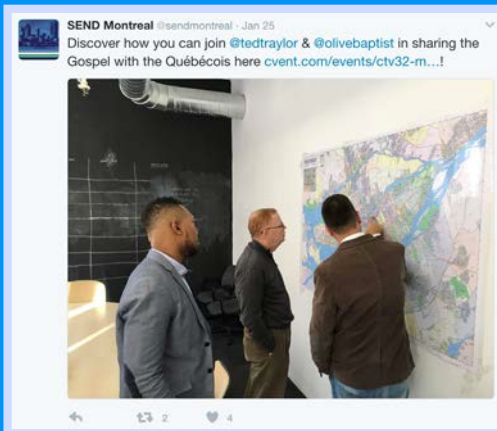 SEND Montreal @sendmontreal · Jan 25
Discover how you can join @tedtraylor & @olivebaptist in sharing the
Gospel with the Québécois here cvent.com/events/ctv32-m…!
2
4